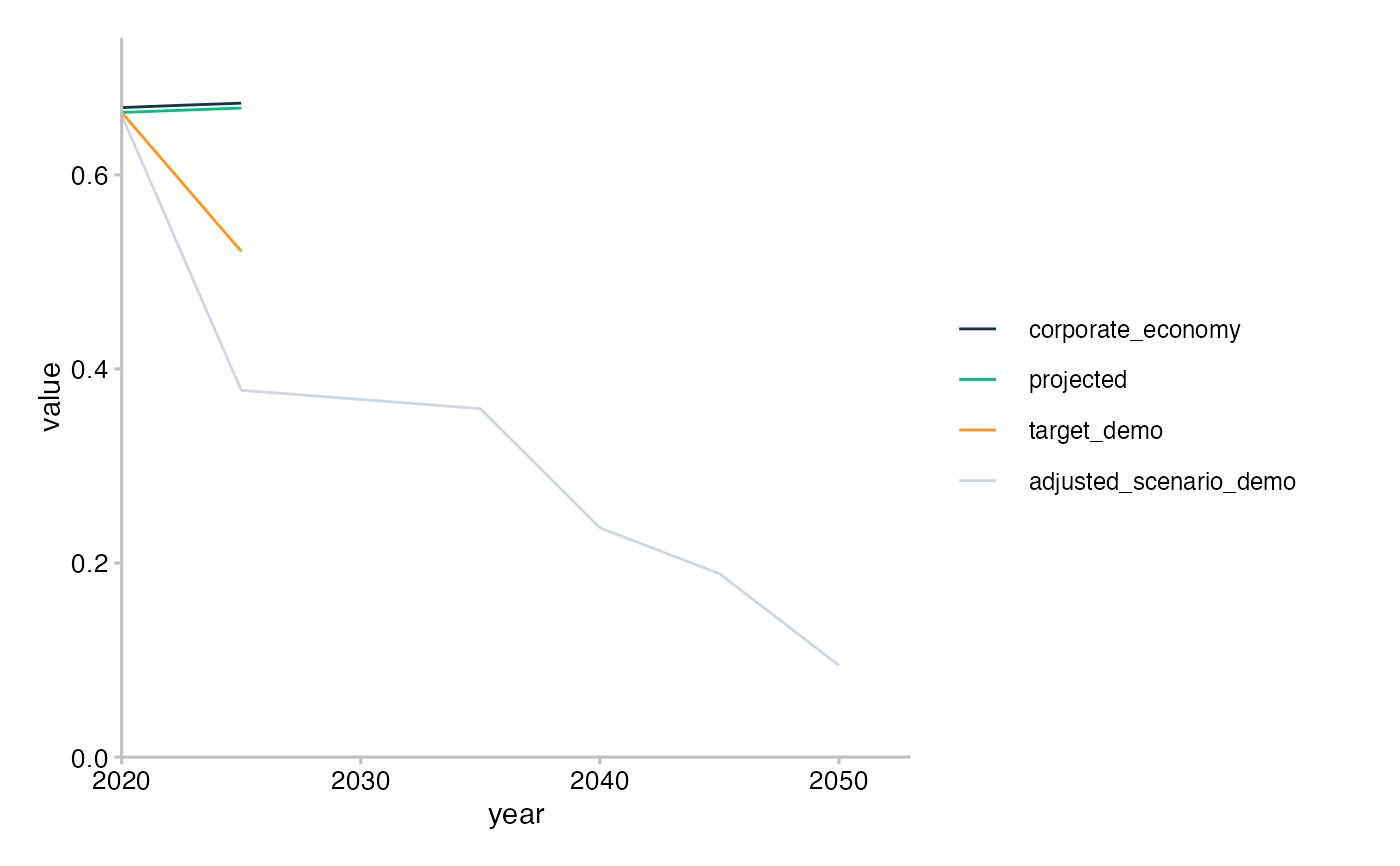 0.6
0.4
0.2
0.0
value
2020
2030
2040
2050
year
corporate_economy
projected
target_demo
adjusted_scenario_demo